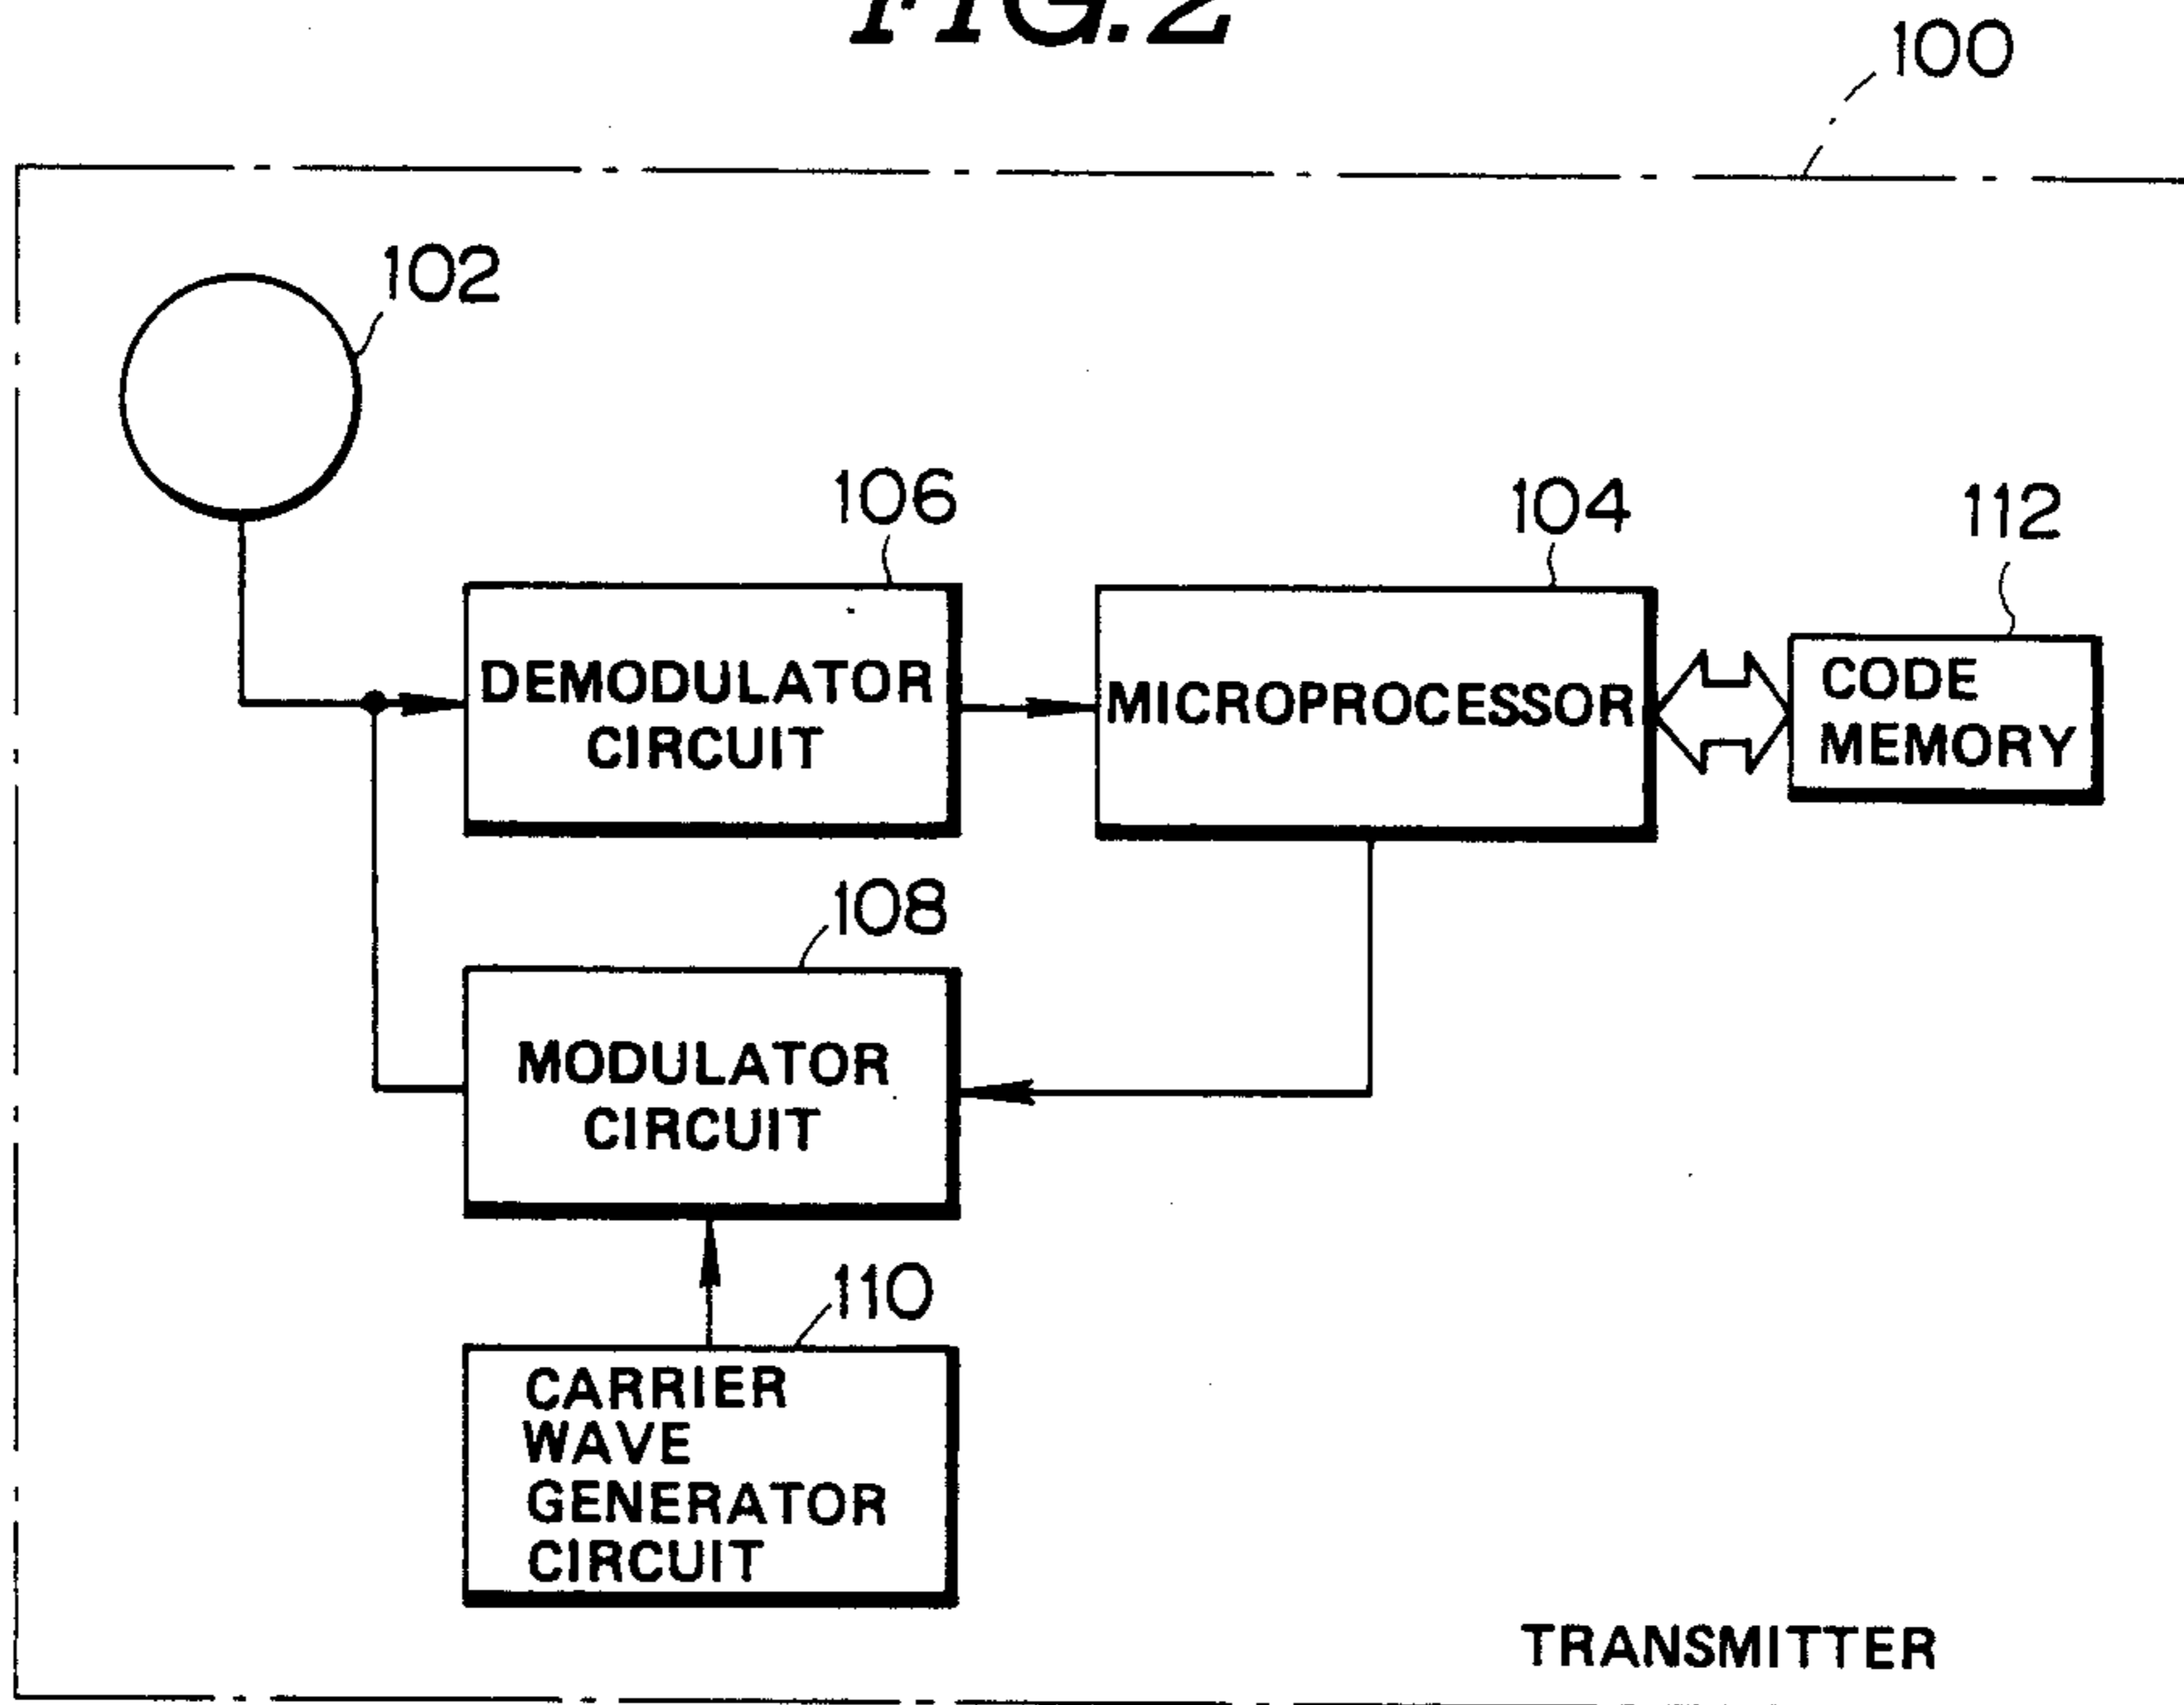 FIG.2
100
102
106
104
112
DEMODULATOR
CIRCUIT
MICROPROCESSOR
CODE
MEMORY
108
MODULATOR
CIRCUIT
110
CARRIER
WAVE
GENERATOR
CIRCUIT
TRANSMITTER